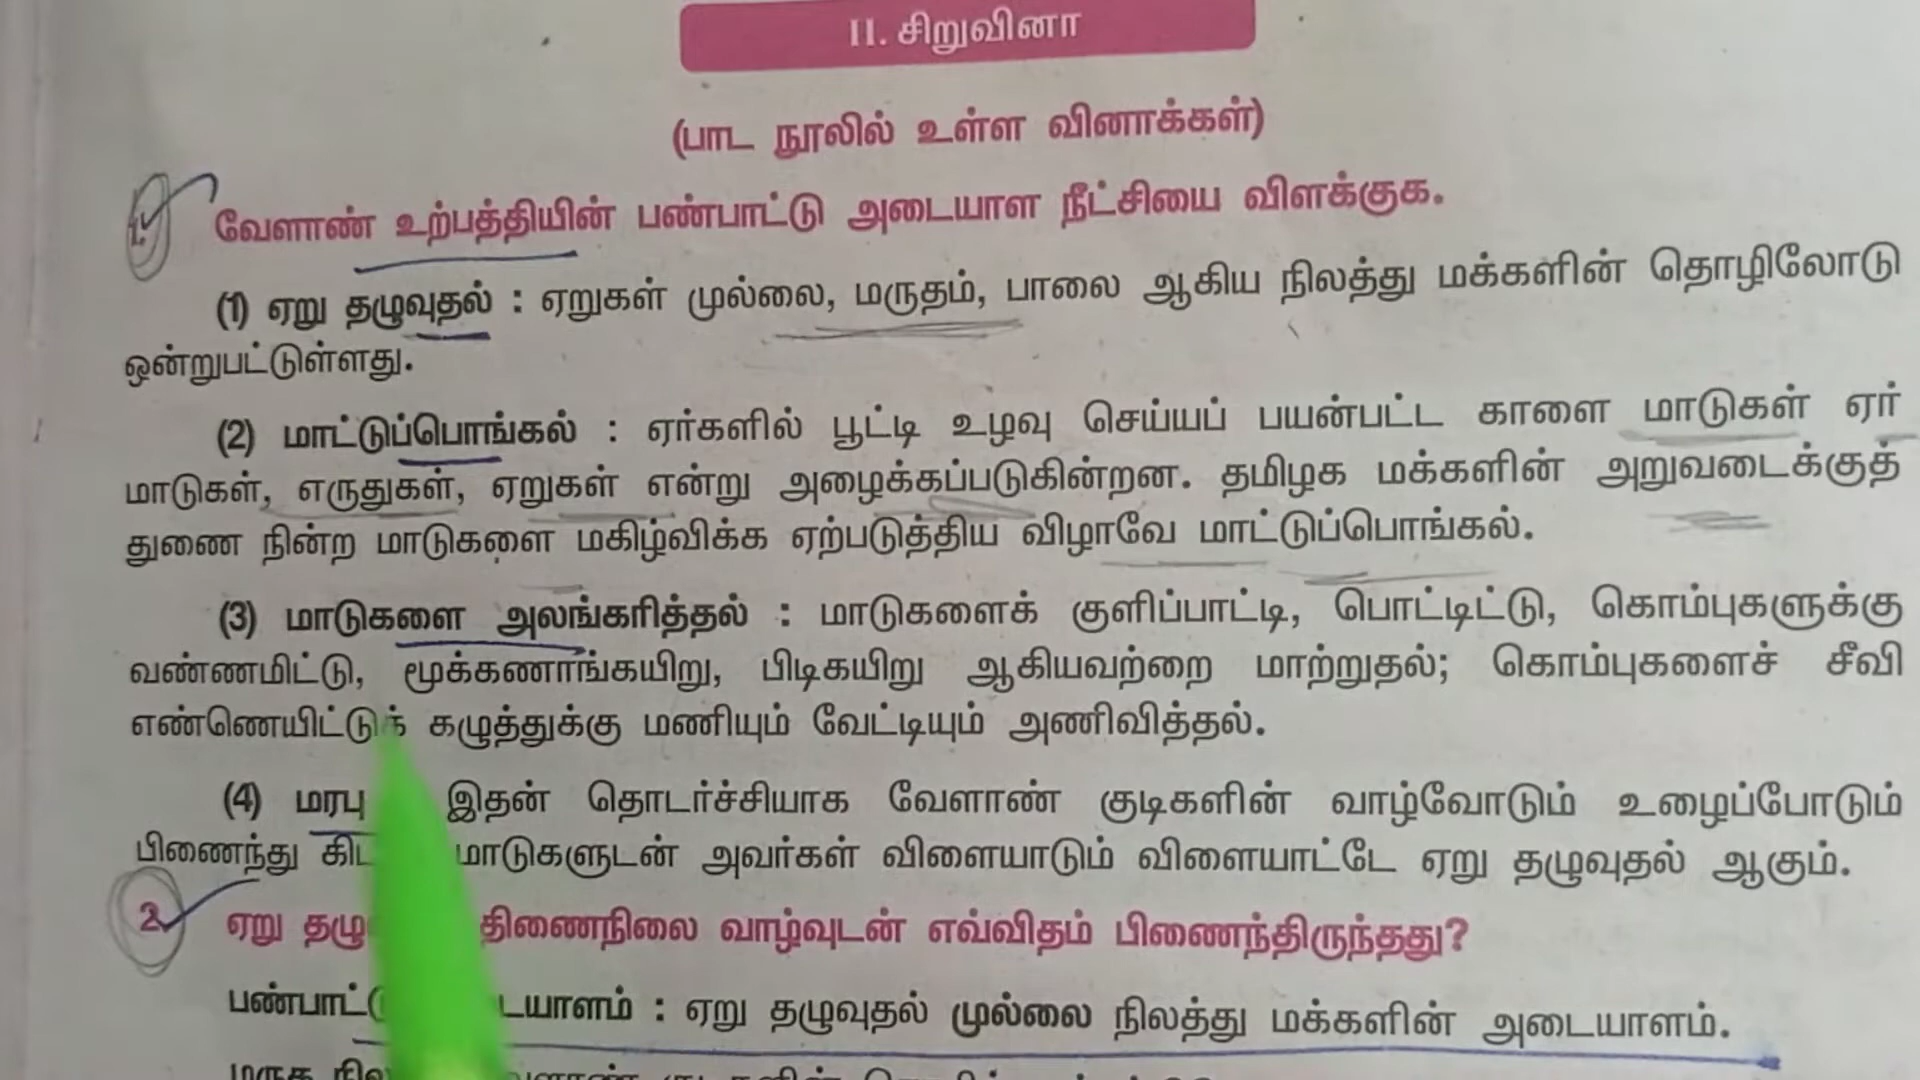 II. சிறுவினா
(பாட நூலில் உள்ள வினாக்கள்)
1. வேளாண் உற்பத்தியின் பண்பாட்டு அடையாள நீட்சியை விளக்குக.
(1) ஏறு தழுவுதல் : ஏறுகள் முல்லை, மருதம், பாலை ஆகிய நிலத்து மக்களின் தொழிலோடு
ஒன்றுபட்டுள்ளது.
(2) மாட்டுப்பொங்கல் : ஏர்களில் பூட்டி உழவு செய்யப் பயன்பட்ட காளை மாடுகள் ஏர்
மாடுகள், எருதுகள், ஏறுகள் என்று அழைக்கப்படுகின்றன. தமிழக மக்களின் அறுவடைக்குத்
துணை நின்ற மாடுகளை மகிழ்விக்க ஏற்படுத்திய விழாவே மாட்டுப்பொங்கல்.
(3) மாடுகளை அலங்கரித்தல் : மாடுகளைக் குளிப்பாட்டி, பொட்டிட்டு, கொம்புகளுக்கு
வண்ணமிட்டு, மூக்கணாங்கயிறு, பிடிகயிறு ஆகியவற்றை மாற்றுதல்; கொம்புகளைச் சீவி
எண்ணெயிட்டுக் கழுத்துக்கு மணியும் வேட்டியும் அணிவித்தல்.
(4) மரபு இதன் தொடர்ச்சியாக வேளாண் குடிகளின் வாழ்வோடும் உழைப்போடும்
பிணைந்து மாடுகளுடன் அவர்கள் விளையாடும் விளையாட்டே ஏறு தழுவுதல் ஆகும்.
2 ஏறு திணைநிலை வாழ்வுடன் எவ்விதம் பிணைந்திருந்தது?
: ஏறு தழுவுதல் முல்லை நிலத்து மக்களின் அடையாளம்.